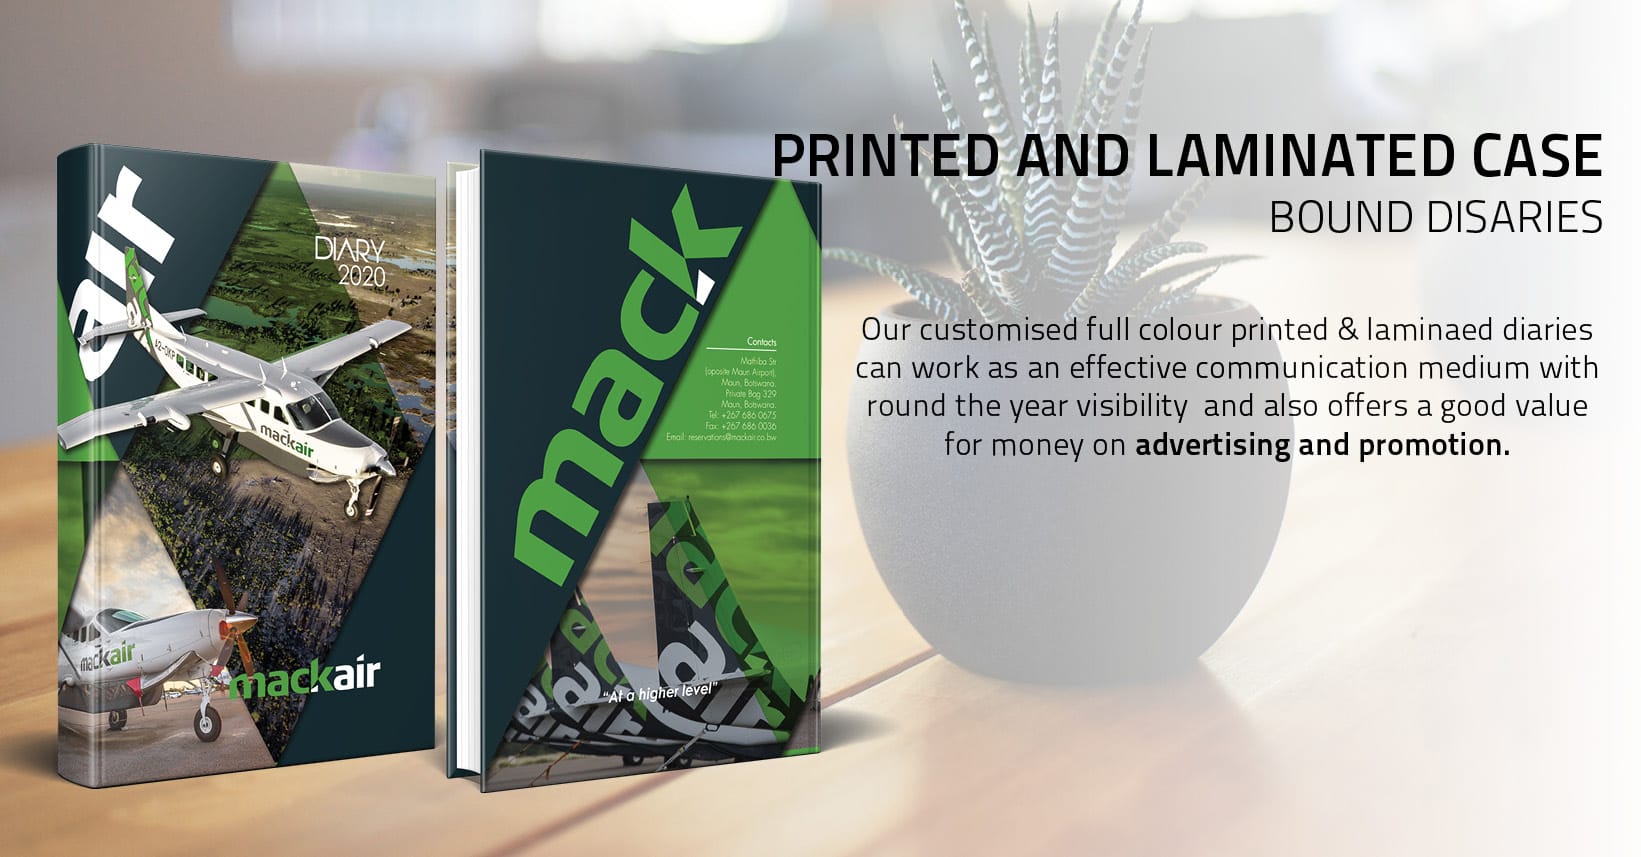 PRINTED AND LAMINATED CASE
BOUND DISARIES
Our customised full colour printed & laminaed diaries
can work as an effective communication medium with
round the year visibility and also offers a good value
for money on advertising and promotion.
air
DIARY
2020
A2-OKP
mackair
mackair
mackair
mack
Contacts
Mathiba Str
(oposite Maun Airport),
Maun, Botswana.
Private Bag 329
Maun, Botswana.
Tel: +267 686 0675
Fax: +267 686 0036
Email: reservations@mackair.co.bw
"At a higher level"